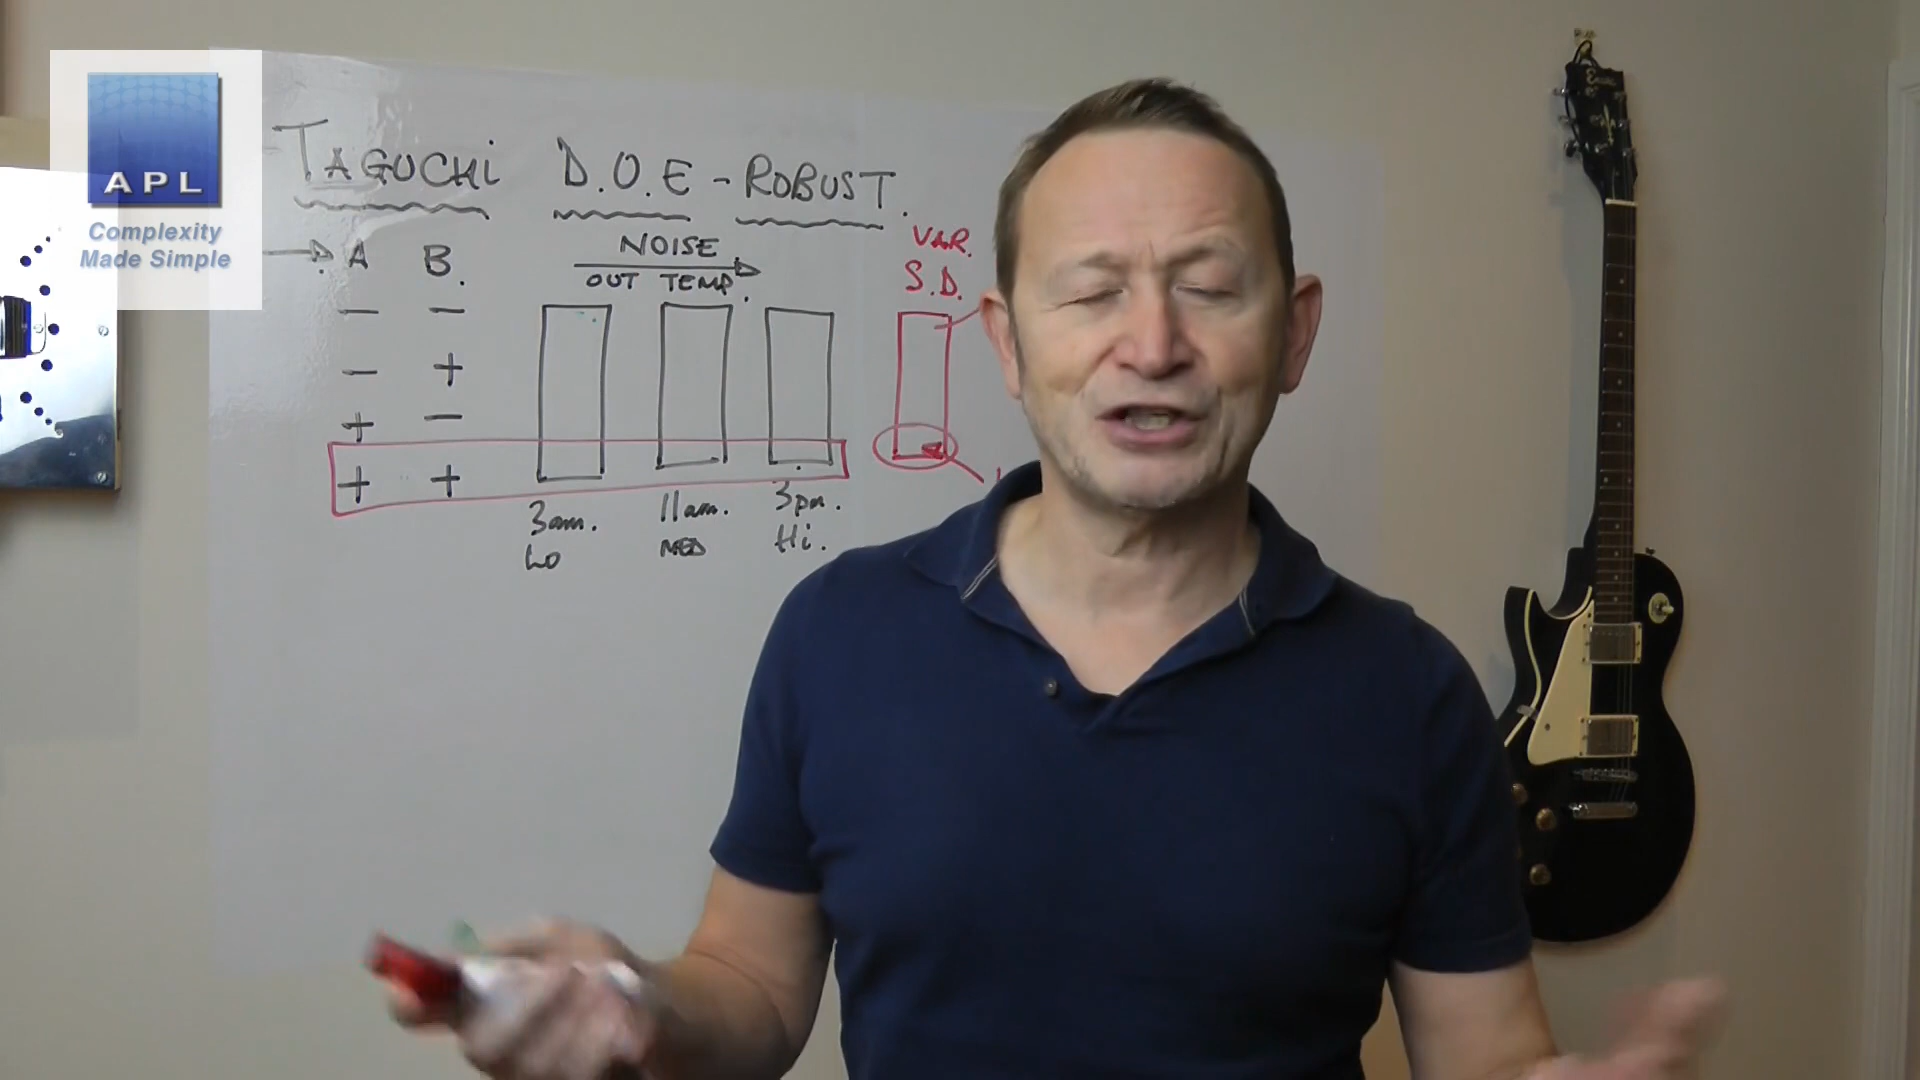 APL
Complexity
Made Simple
TAGUCHi D.O.E - ROBUST.
A B.
NOISE
OUT TEMP.
VAR.
S.D.
− −
− +
+ −
+ +
3am. 11am. 3pm.
Lo MED Hi.